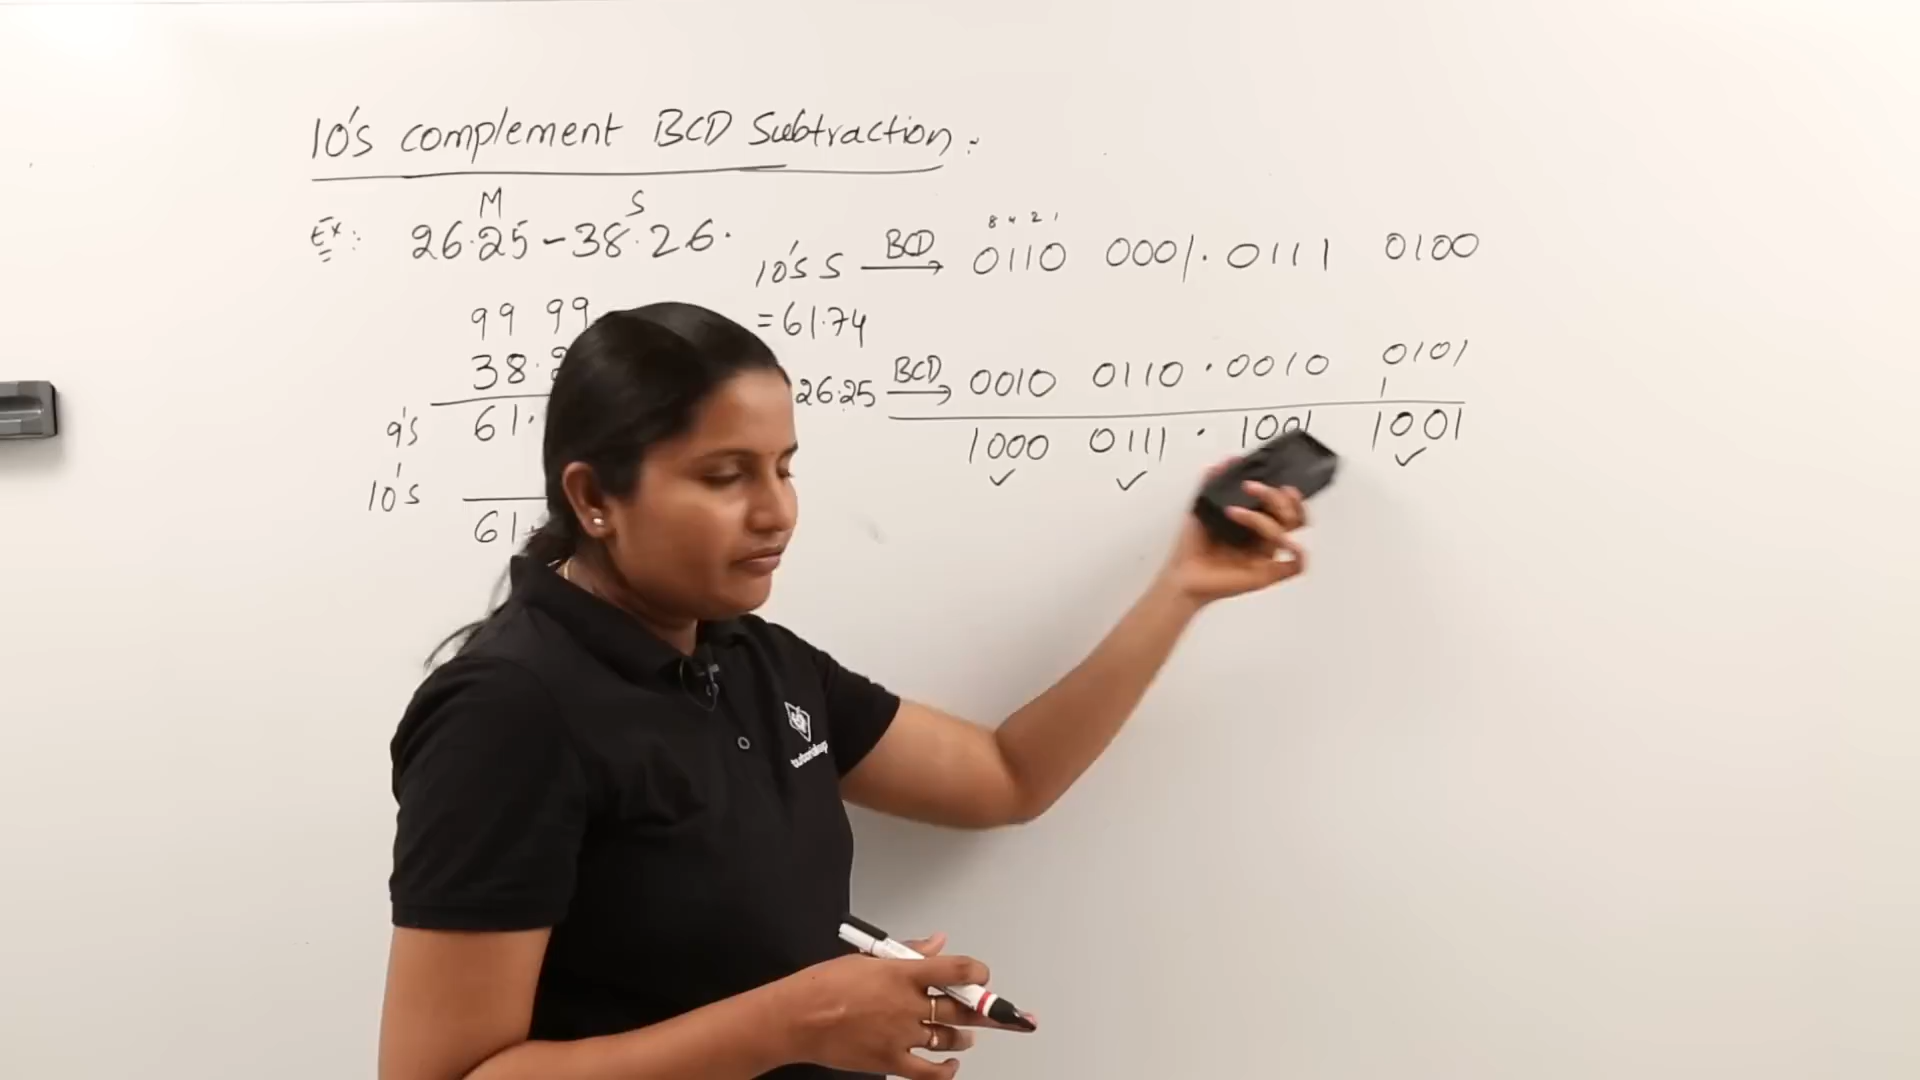 10's complement BCD Subtraction:
M S
Ex: 26.25-38.26.
99 99
38.2
9's 61.
10's
61.
8 4 2 1
10's S BCD→ 0110 0001.0111 0100
=61.74
26.25 BCD→ 0010 0110.0010 0101
1
1000 0111 . 1001 1001